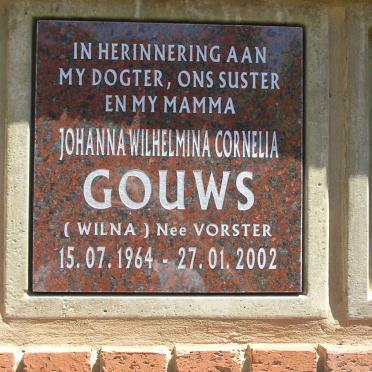 IN HERINNERING AAN
MY DOGTER, ONS SUSTER
EN MY MAMMA
JOHANNA WILHELMINA CORNELIA
GOUWS
( WILNA ) Nee VORSTER
15. 07. 1964 - 27. 01. 2002